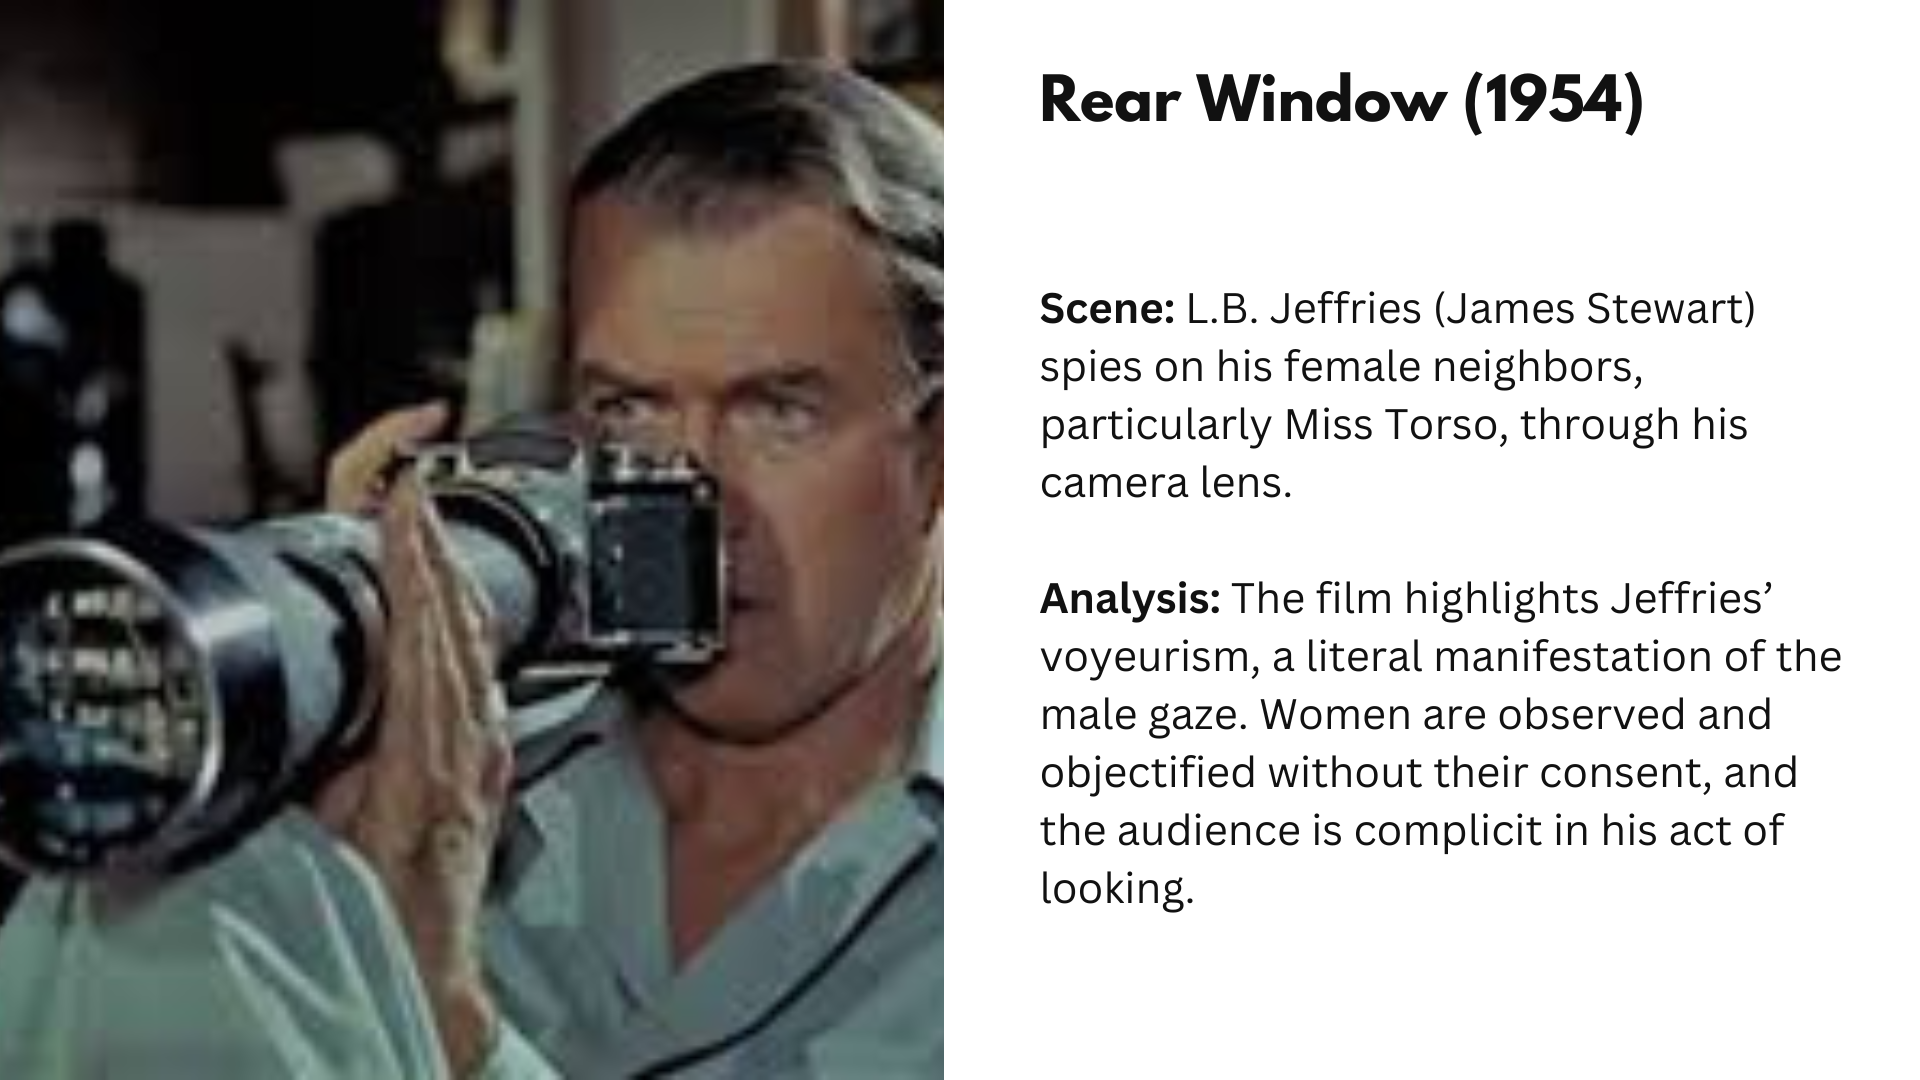 Rear Window (1954)
Scene: L.B. Jeffries (James Stewart)
spies on his female neighbors,
particularly Miss Torso, through his
camera lens.
Analysis: The film highlights Jeffries’
voyeurism, a literal manifestation of the
male gaze. Women are observed and
objectified without their consent, and
the audience is complicit in his act of
looking.